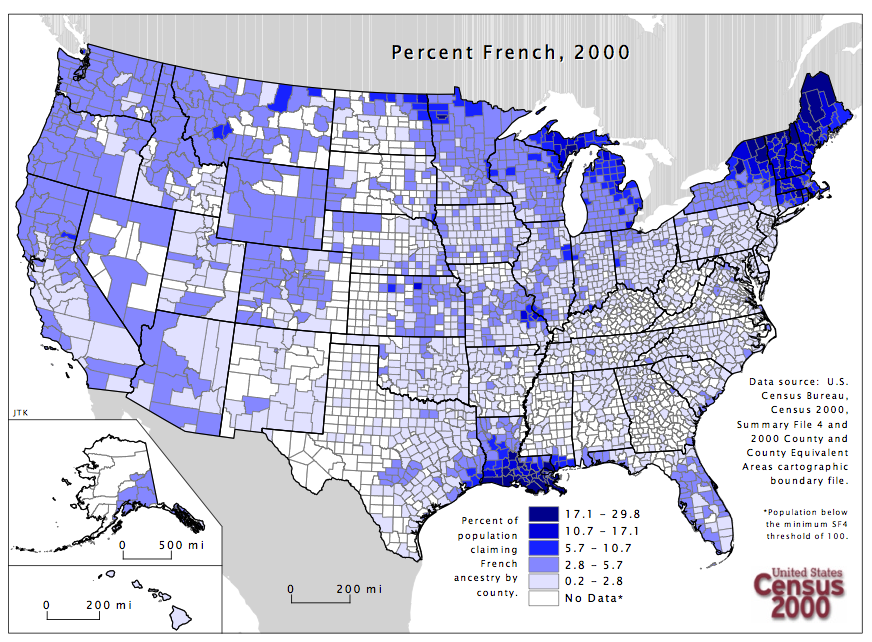 Percent French, 2000
Data source: U.S.
Census Bureau,
Census 2000,
Summary File 4 and
2000 County and
County Equivalent
Areas cartographic
boundary file.
*Population below
the minimum SF4
threshold of 100.
JTK
0 500 mi
0 200 mi
0 200 mi
Percent of
population
claiming
French
ancestry by
county.
17.1 - 29.8
10.7 - 17.1
5.7 - 10.7
2.8 - 5.7
0.2 - 2.8
No Data*
United States
Census
2000